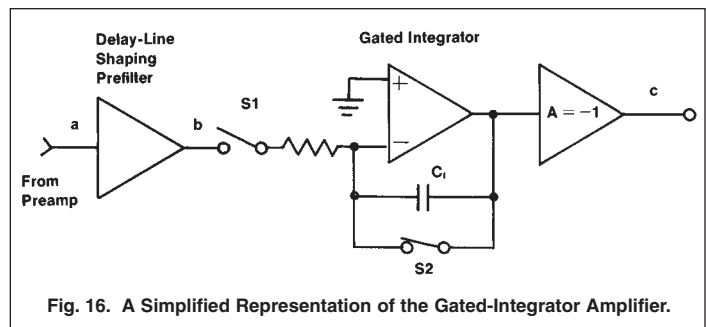 Delay-Line
Shaping
Prefilter
Gated Integrator
a
b
S1
+
−
A = −1
c
From
Preamp
C₁
S2
Fig. 16. A Simplified Representation of the Gated-Integrator Amplifier.